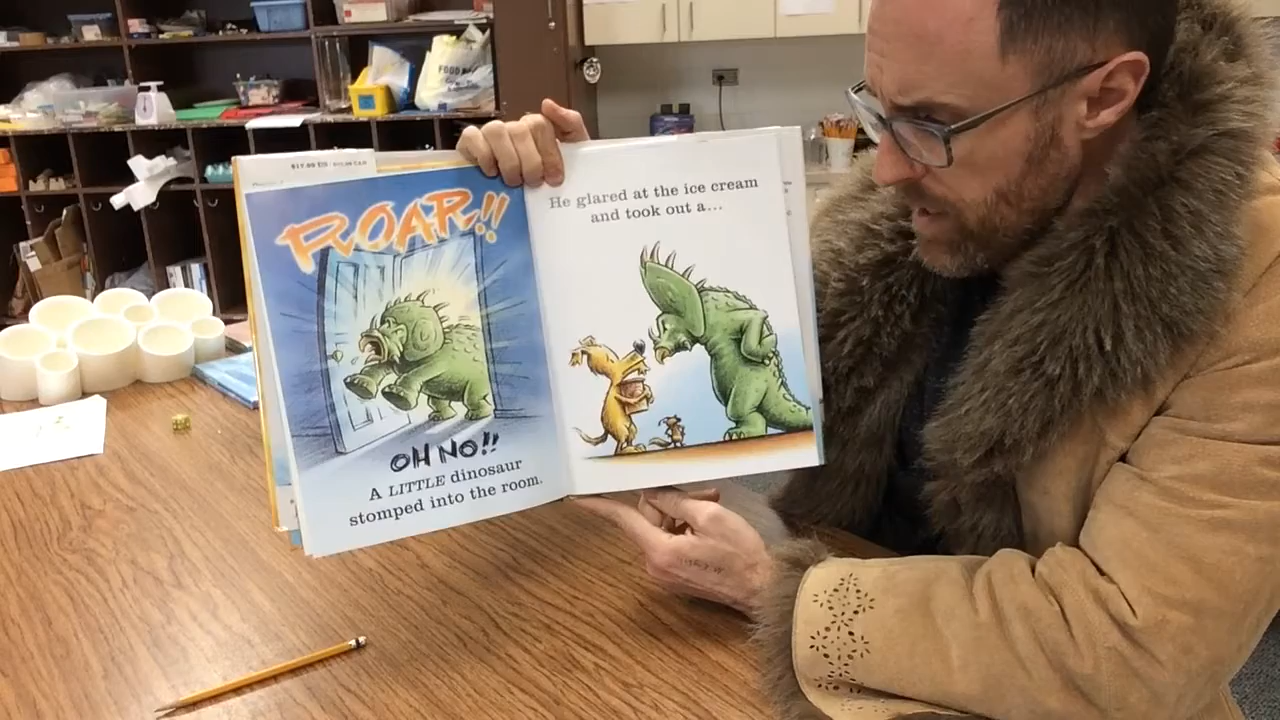 ROAR!!
OH NO!!
A LITTLE dinosaur
stomped into the room.
He glared at the ice cream
and took out a...